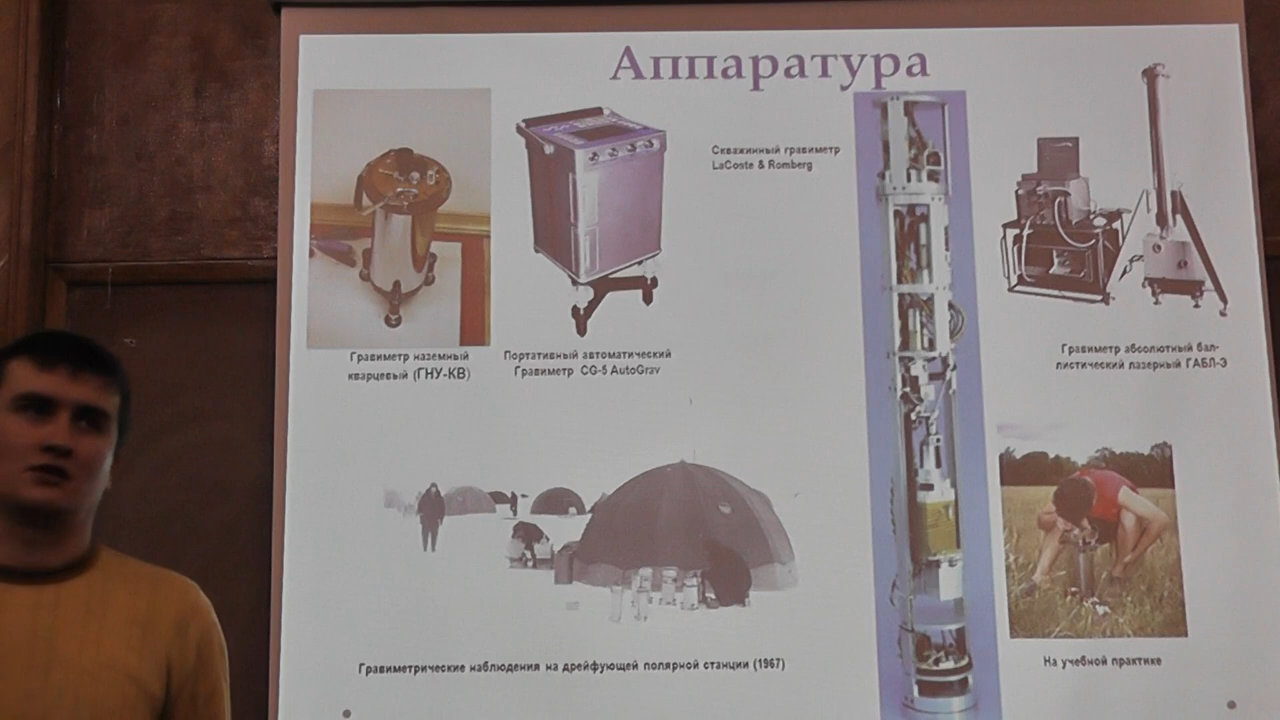 Аппаратура
Скважинный гравиметр
LaCoste & Romberg
Гравиметр наземный
кварцевый (ГНУ-КВ)
Портативный автоматический
Гравиметр CG-5 AutoGrav
Гравиметр абсолютный бал-
листический лазерный ГАБЛ-Э
Гравиметрические наблюдения на дрейфующей полярной станции (1967)
На учебной практике